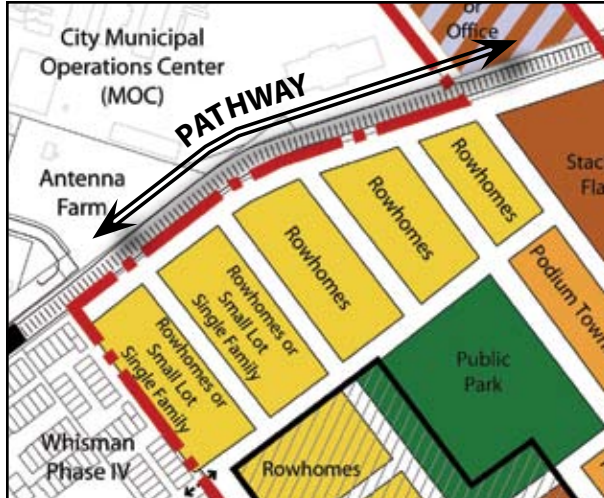 or
Office
City Municipal
Operations Center
(MOC)
PATHWAY
Antenna
Farm
Rowhomes
Rowhomes
Rowhomes
Rowhomes or
Small Lot
Single Family
Rowhomes or
Small Lot
Single Family
Podium Town
Public
Park
Whisman
Phase IV
Rowhomes